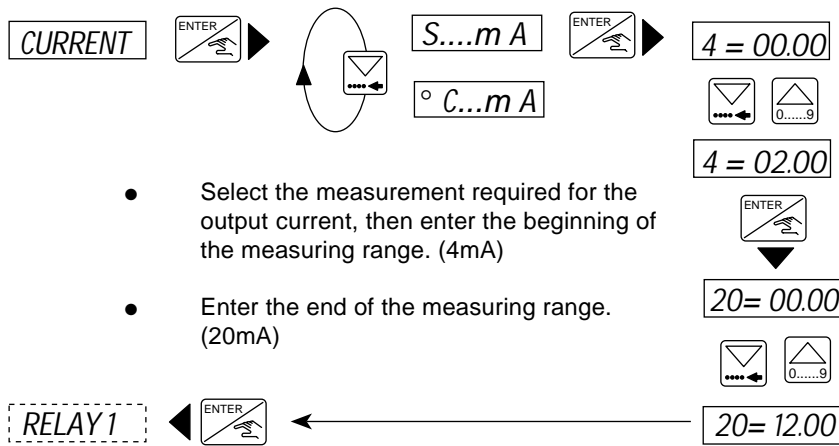 CURRENT
ENTER
S....m A
° C...m A
ENTER
4 = 00.00
0......9
4 = 02.00
● Select the measurement required for the
output current, then enter the beginning of
the measuring range. (4mA)
ENTER
● Enter the end of the measuring range.
(20mA)
20= 00.00
0......9
RELAY 1
ENTER
20= 12.00